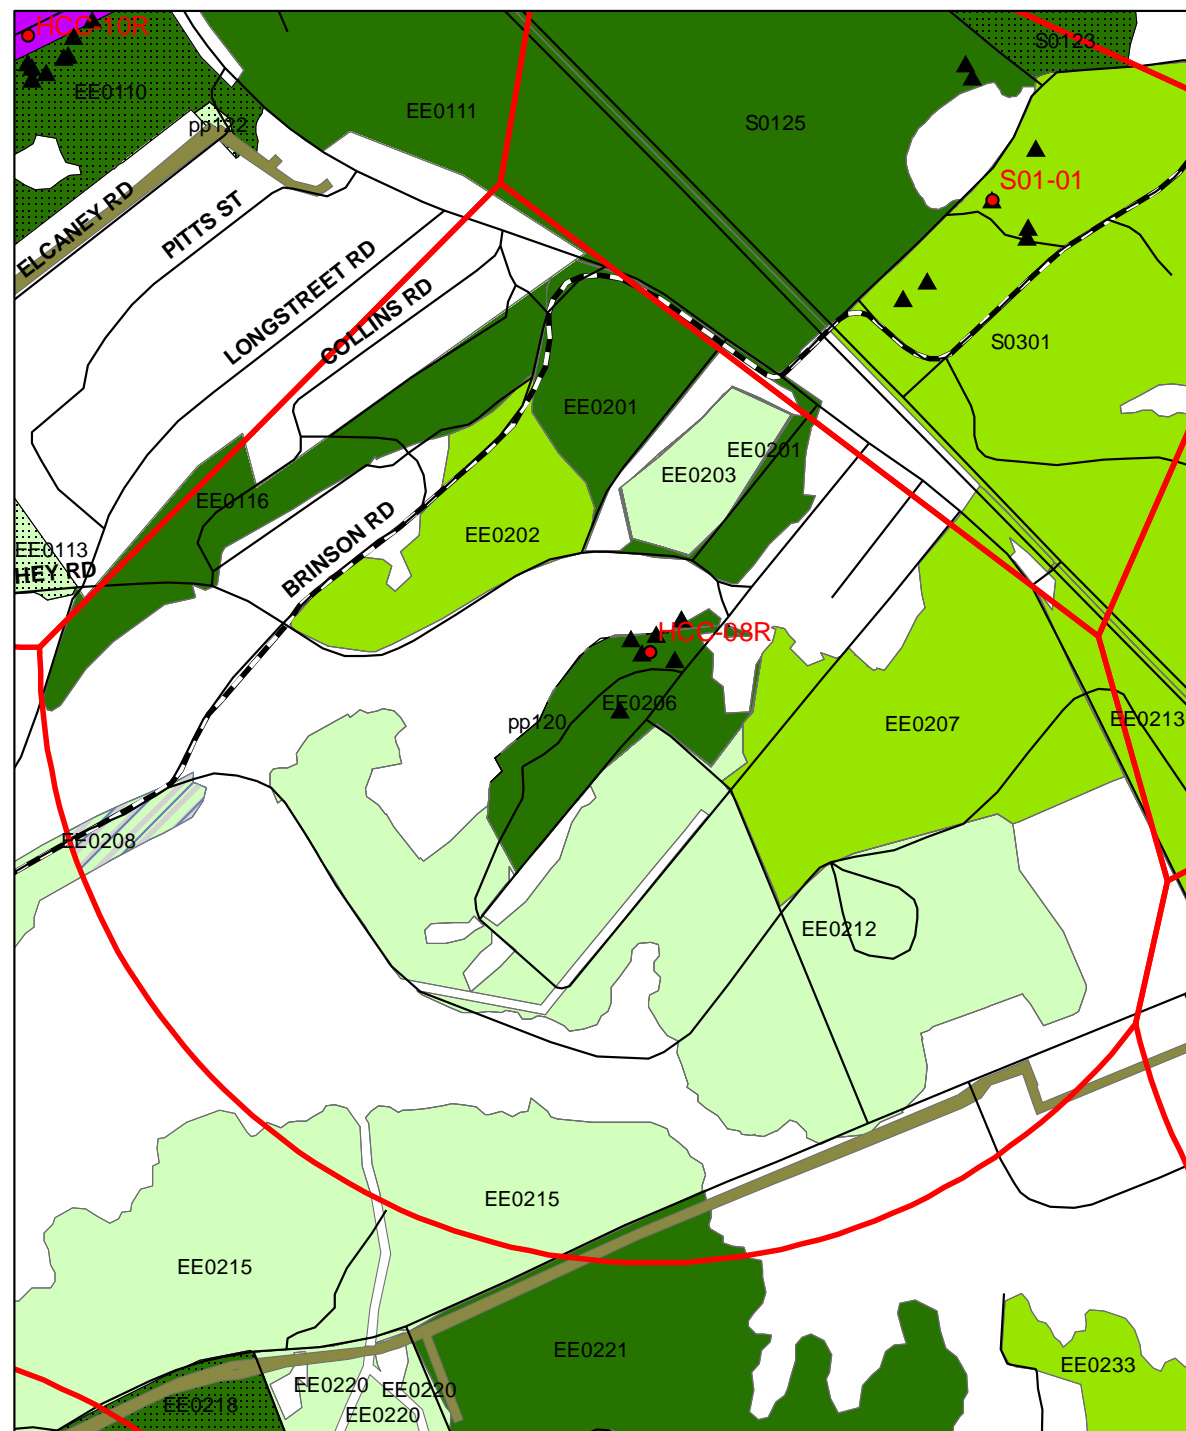 HCC-10R
S0123
EE0110
EE0111
S0125
pp122
S01-01
ELCANEY RD
PITTS ST
LONGSTREET RD
COLLINS RD
S0301
EE0201
EE0201
EE0203
EE0116
EE0202
BRINSON RD
EE0113
HEY RD
HCC-08R
EE0206
pp120
EE0207
EE0213
EE0208
EE0212
EE0215
EE0215
EE0221
EE0233
EE0220
EE0220
EE0218
EE0220